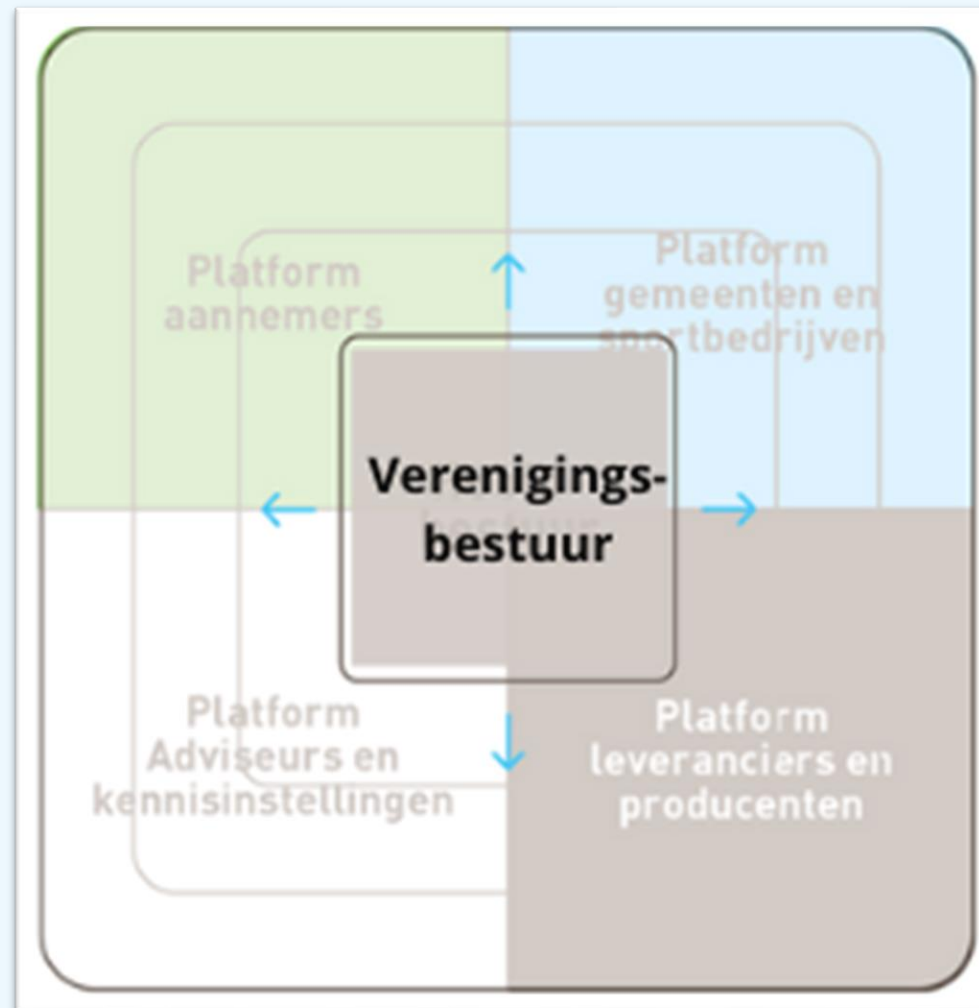 Platform
aannemers
Platform
gemeenten en
sportbedrijven
Verenigings-
bestuur
Platform
Adviseurs en
kennisinstellingen
Platform
leveranciers en
producenten